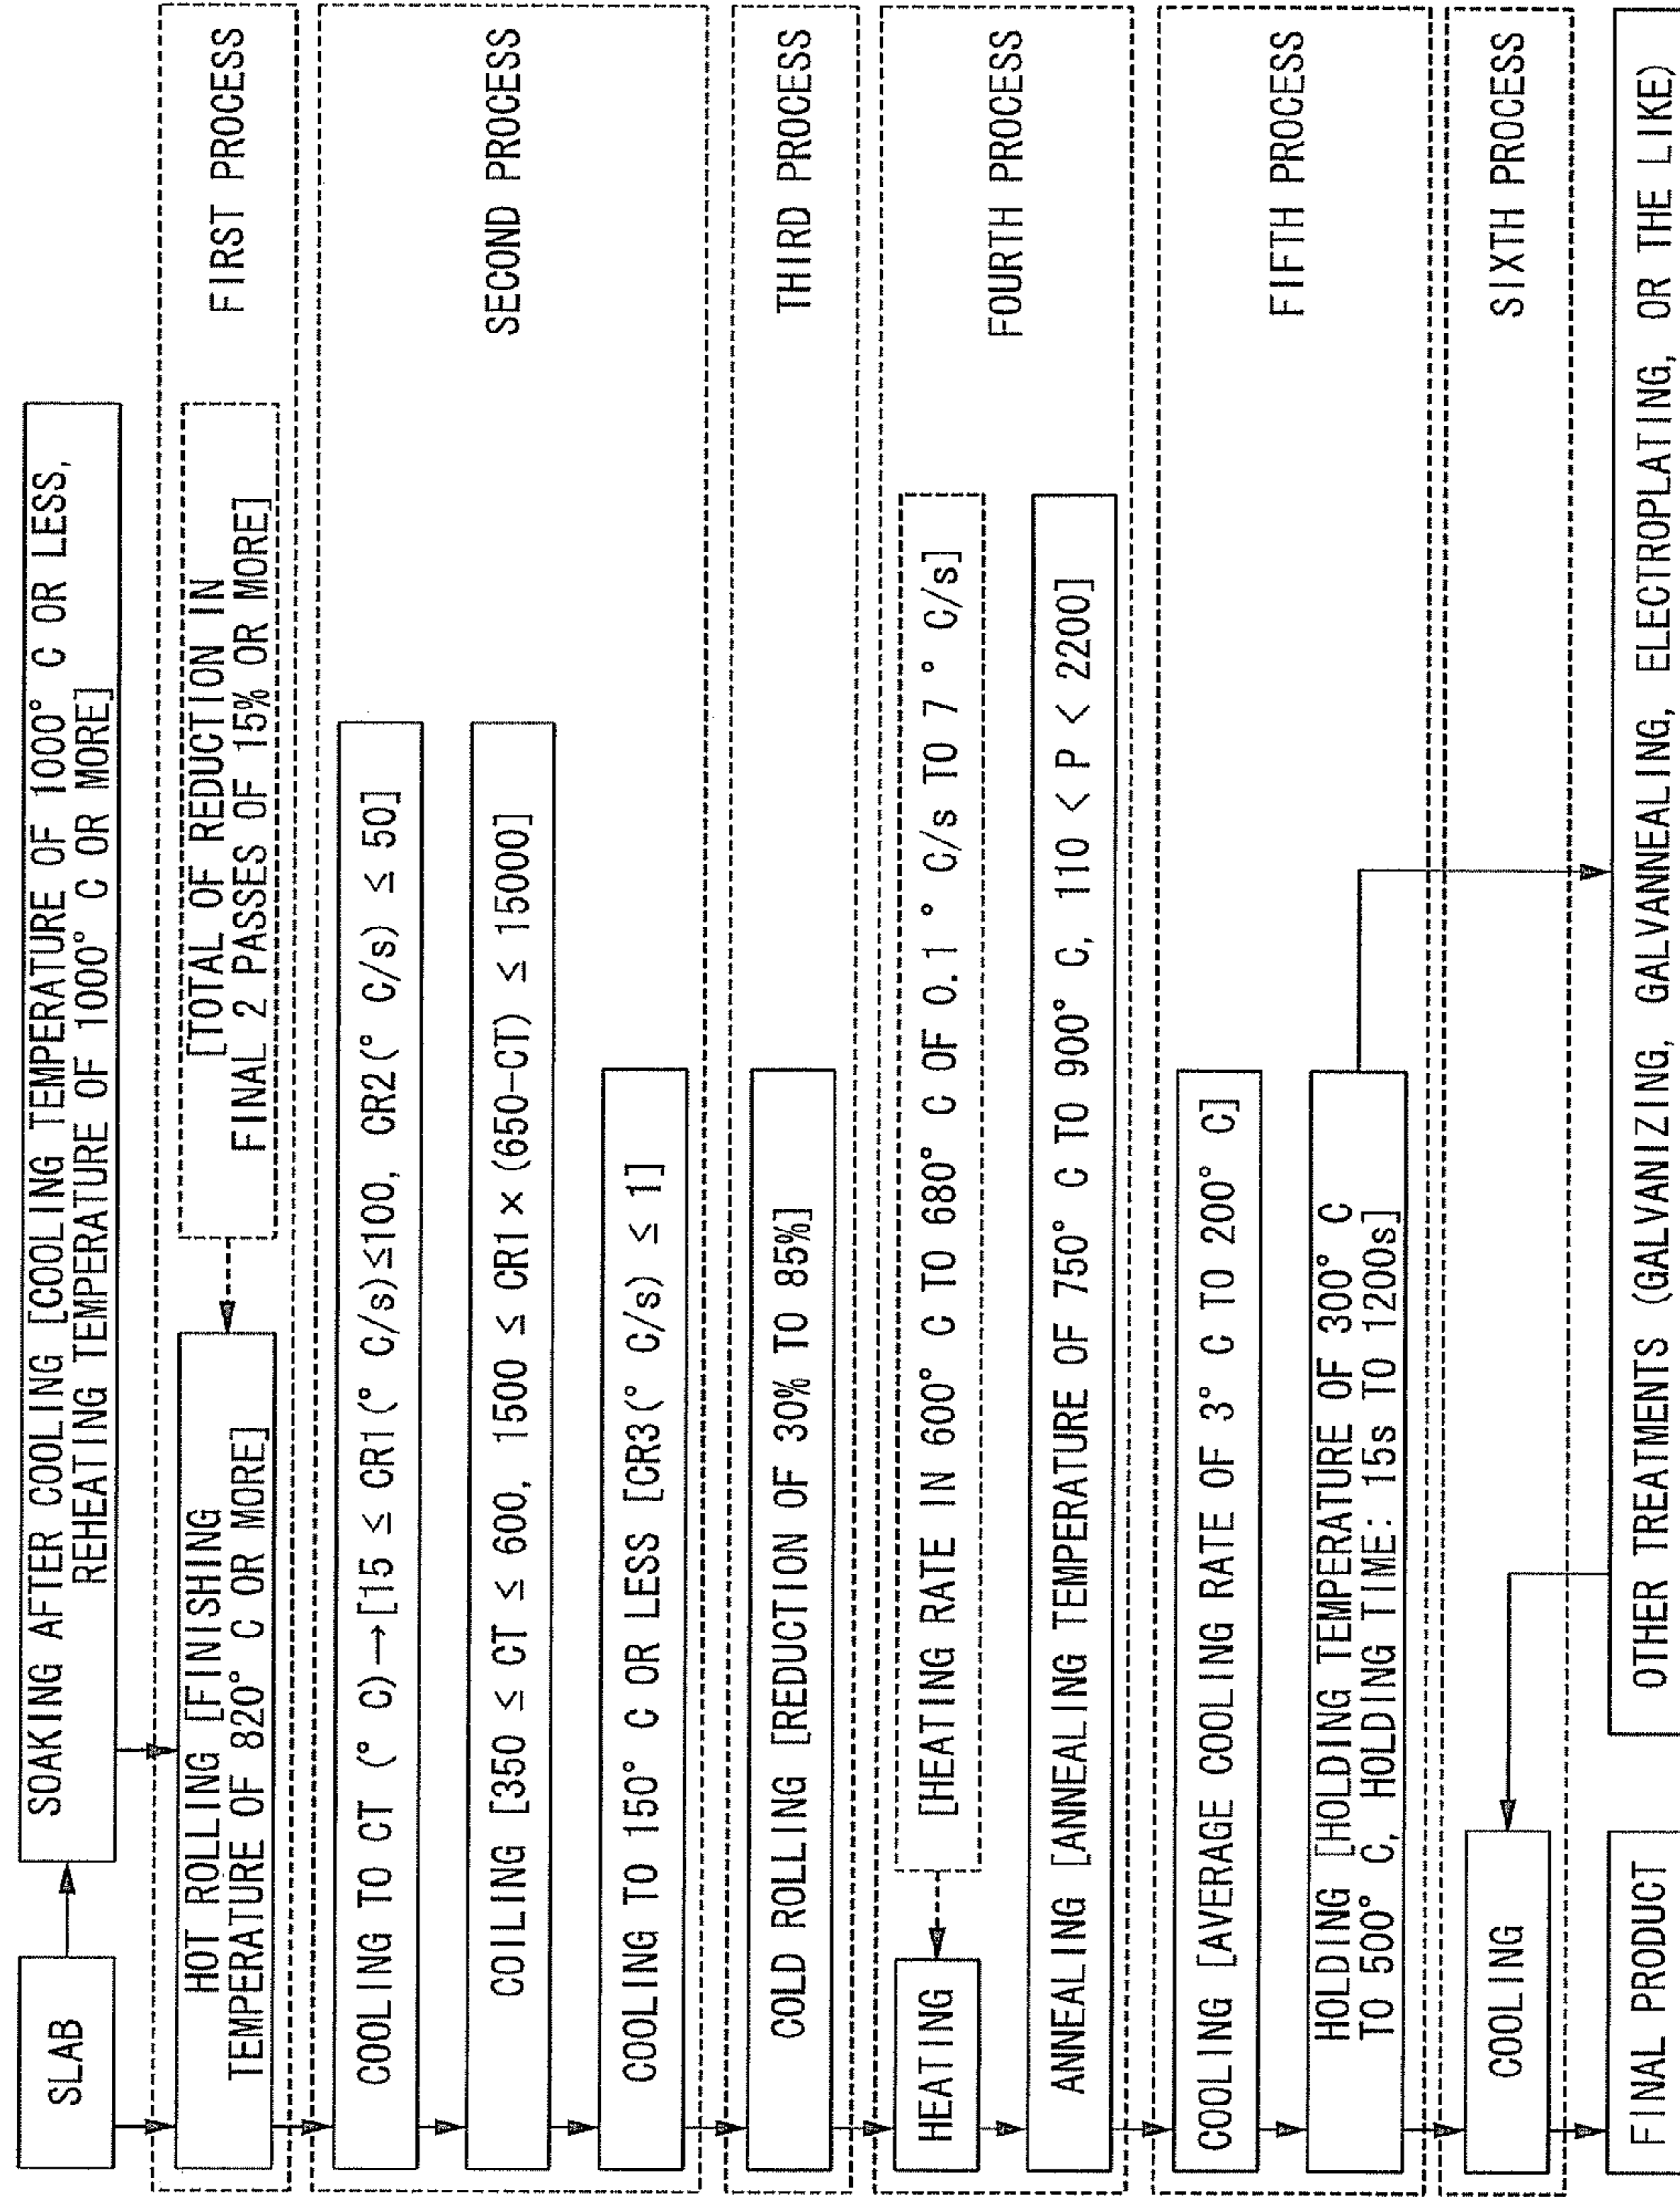 SLAB
SOAKING AFTER COOLING [COOLING TEMPERATURE OF 1000° C OR LESS,
REHEATING TEMPERATURE OF 1000° C OR MORE]
FIRST PROCESS
HOT ROLLING [FINISHING
TEMPERATURE OF 820° C OR MORE]
[TOTAL OF REDUCTION IN
FINAL 2 PASSES OF 15% OR MORE]
SECOND PROCESS
COOLING TO CT (° C)→[15 ≤ CR1(° C/s)≤100, CR2(° C/s) ≤ 50]
COILING [350 ≤ CT ≤ 600, 1500 ≤ CR1×(650-CT) ≤ 15000]
COOLING TO 150° C OR LESS [CR3(° C/s) ≤ 1]
THIRD PROCESS
COLD ROLLING [REDUCTION OF 30% TO 85%]
FOURTH PROCESS
HEATING
[HEATING RATE IN 600° C TO 680° C OF 0.1 ° C/s TO 7 ° C/s]
ANNEALING [ANNEALING TEMPERATURE OF 750° C TO 900° C, 110 < P < 2200]
FIFTH PROCESS
COOLING [AVERAGE COOLING RATE OF 3° C TO 200° C]
HOLDING [HOLDING TEMPERATURE OF 300° C
TO 500° C, HOLDING TIME: 15s TO 1200s]
SIXTH PROCESS
COOLING
FINAL PRODUCT
OTHER TREATMENTS (GALVANIZING, GALVANNEALING, ELECTROPLATING, OR THE LIKE)